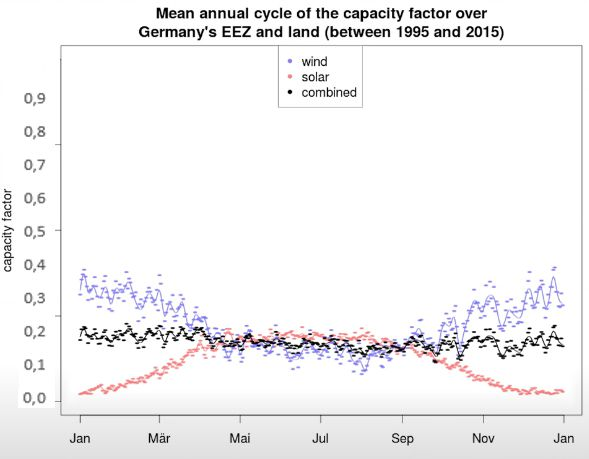 Mean annual cycle of the capacity factor over
Germany's EEZ and land (between 1995 and 2015)
wind
solar
combined
capacity factor
0,9
0,8
0,7
0,6
0,5
0,4
0,3
0,2
0,1
0,0
Jan Mär Mai Jul Sep Nov Jan